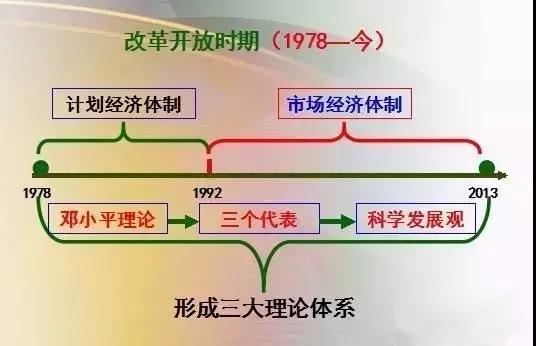 改革开放时期（1978—今）
计划经济体制
市场经济体制
1978
1992
2013
邓小平理论
三个代表
科学发展观
形成三大理论体系